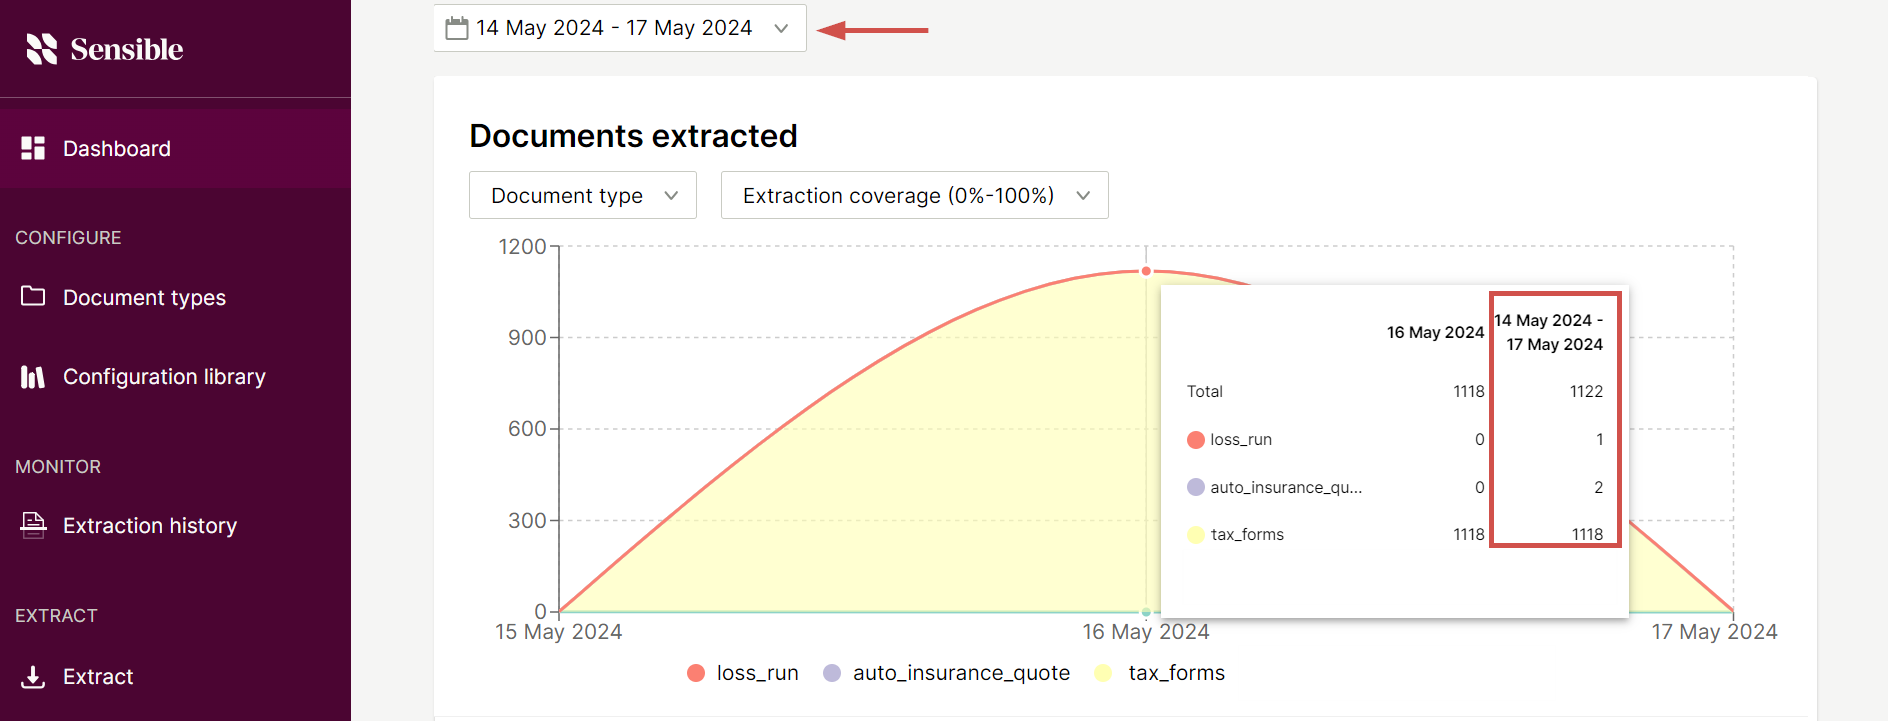 Sensible
Dashboard
CONFIGURE
Document types
Configuration library
MONITOR
Extraction history
EXTRACT
Extract
14 May 2024 - 17 May 2024
Documents extracted
Document type
Extraction coverage (0%-100%)
1200
900
600
300
0
15 May 2024
16 May 2024
17 May 2024
16 May 2024
14 May 2024 -
17 May 2024
Total 1118 1122
loss_run 0 1
auto_insurance_qu... 0 2
tax_forms 1118 1118
loss_run auto_insurance_quote tax_forms